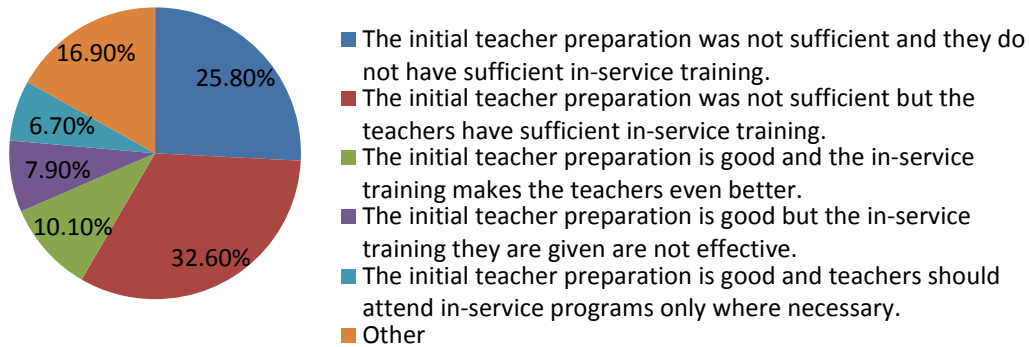 16.90%
25.80%
6.70%
7.90%
10.10%
32.60%
The initial teacher preparation was not sufficient and they do
not have sufficient in-service training.
The initial teacher preparation was not sufficient but the
teachers have sufficient in-service training.
The initial teacher preparation is good and the in-service
training makes the teachers even better.
The initial teacher preparation is good but the in-service
training they are given are not effective.
The initial teacher preparation is good and teachers should
attend in-service programs only where necessary.
Other